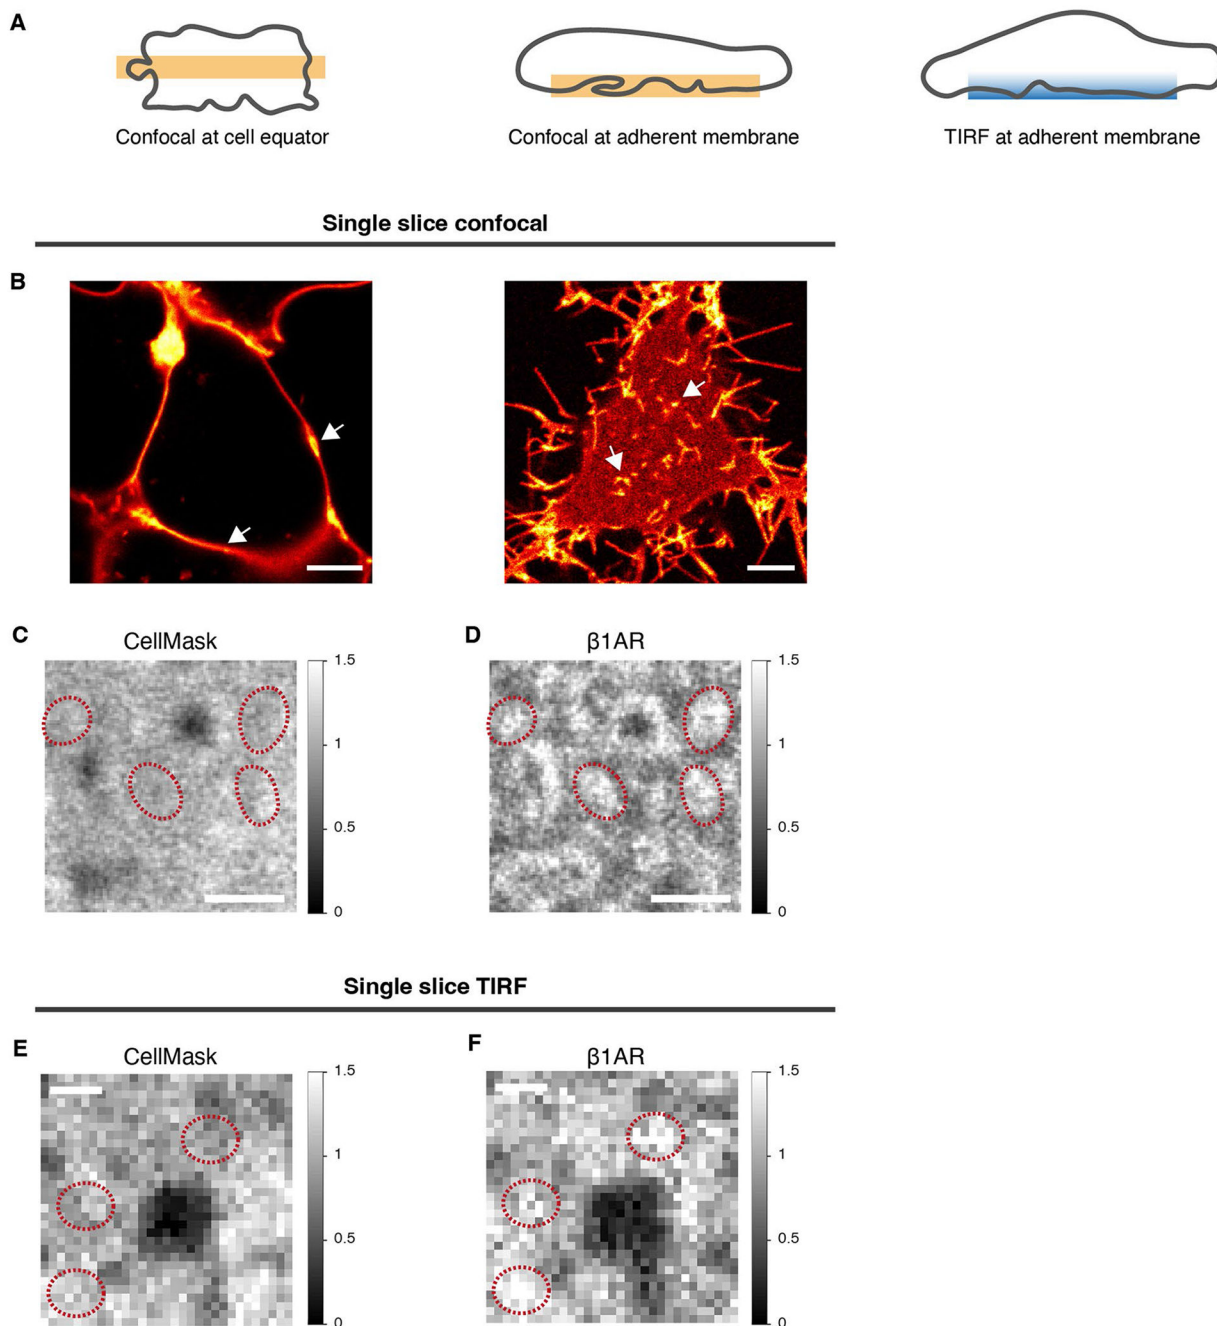 A
Confocal at cell equator
Confocal at adherent membrane
TIRF at adherent membrane
Single slice confocal
B
C
CellMask
1.5
1
0.5
0
D
β1AR
1.5
1
0.5
0
Single slice TIRF
E
CellMask
1.5
1
0.5
0
F
β1AR
1.5
1
0.5
0